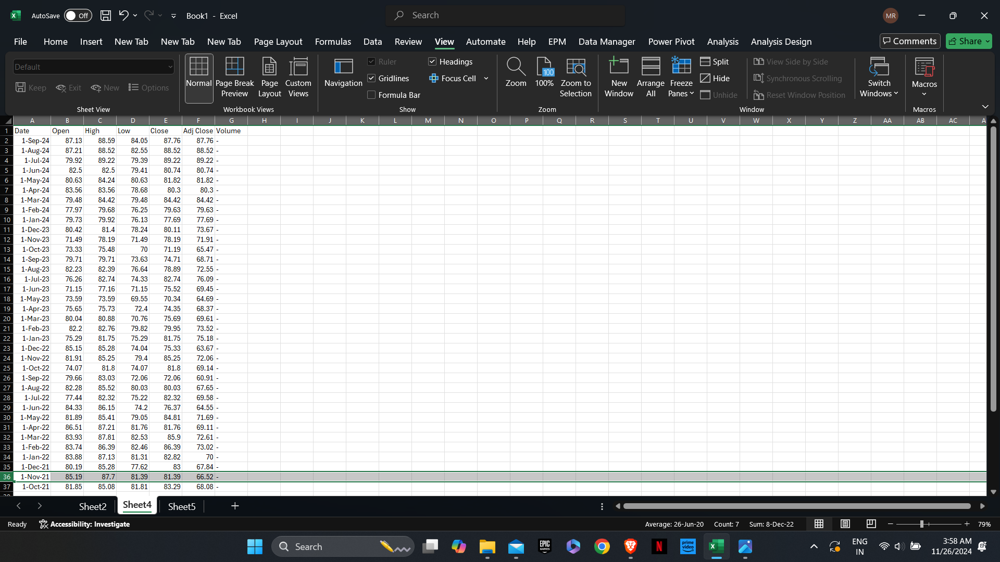 AutoSave Off Book1 - Excel Search MR
File Home Insert New Tab New Tab New Tab Page Layout Formulas Data Review View Automate Help EPM Data Manager Power Pivot Analysis Analysis Design Comments Share
Default
Keep Exit New Options
Sheet View
Normal Page Break Preview Page Layout Custom Views
Workbook Views
Navigation
Ruler Headings
Gridlines Focus Cell
Formula Bar
Show
Zoom 100 100% Zoom to Selection
Zoom
New Window Arrange All Freeze Panes
Split View Side by Side
Hide Synchronous Scrolling
Unhide Reset Window Position
Switch Windows
Window
Macros
Macros
A B C D E F G H I J K L M N O P Q R S T U V W X Y Z AA AB AC A
1 Date Open High Low Close Adj Close Volume
2 1-Sep-24 87.13 88.59 84.05 87.76 87.76 -
3 1-Aug-24 87.21 88.52 82.55 88.52 88.52 -
4 1-Jul-24 79.92 89.22 79.39 89.22 89.22 -
5 1-Jun-24 82.5 82.5 79.41 80.74 80.74 -
6 1-May-24 80.63 84.24 80.63 81.82 81.82 -
7 1-Apr-24 83.56 83.56 78.68 80.3 80.3 -
8 1-Mar-24 79.48 84.42 79.48 84.42 84.42 -
9 1-Feb-24 77.97 79.68 76.25 79.63 79.63 -
10 1-Jan-24 79.73 79.92 76.13 77.69 77.69 -
11 1-Dec-23 80.42 81.4 78.24 80.11 73.67 -
12 1-Nov-23 71.49 78.19 71.49 78.19 71.91 -
13 1-Oct-23 73.33 75.48 70 71.19 65.47 -
14 1-Sep-23 79.71 79.71 73.63 74.71 68.71 -
15 1-Aug-23 82.23 82.39 76.64 78.89 72.55 -
16 1-Jul-23 76.26 82.74 74.33 82.74 76.09 -
17 1-Jun-23 71.15 77.16 71.15 75.52 69.45 -
18 1-May-23 73.59 73.59 69.55 70.34 64.69 -
19 1-Apr-23 75.65 75.73 72.4 74.35 68.37 -
20 1-Mar-23 80.04 80.88 70.76 75.69 69.61 -
21 1-Feb-23 82.2 82.76 79.82 79.95 73.52 -
22 1-Jan-23 75.29 81.75 75.29 81.75 75.18 -
23 1-Dec-22 85.15 85.28 74.04 75.33 63.67 -
24 1-Nov-22 81.91 85.25 79.4 85.25 72.06 -
25 1-Oct-22 74.07 81.8 74.07 81.8 69.14 -
26 1-Sep-22 79.66 83.03 72.06 72.06 60.91 -
27 1-Aug-22 82.28 85.52 80.03 80.03 67.65 -
28 1-Jul-22 77.44 82.32 75.22 82.32 69.58 -
29 1-Jun-22 84.33 86.15 74.2 76.37 64.55 -
30 1-May-22 81.89 85.41 79.05 84.81 71.69 -
31 1-Apr-22 86.51 87.21 81.76 81.76 69.11 -
32 1-Mar-22 83.93 87.81 82.53 85.9 72.61 -
33 1-Feb-22 83.74 86.39 82.46 86.39 73.02 -
34 1-Jan-22 83.88 87.13 81.31 82.82 70 -
35 1-Dec-21 80.19 85.28 77.62 83 67.84 -
36 1-Nov-21 85.19 87.7 81.39 81.39 66.52 -
37 1-Oct-21 81.85 85.08 81.81 83.29 68.08 -
Sheet2 Sheet4 Sheet5
Ready Accessibility: Investigate Average: 26-Jun-20 Count: 7 Sum: 8-Dec-22 79%
Search EPIC GAMES N prime video ENG IN 3:58 AM
11/26/2024